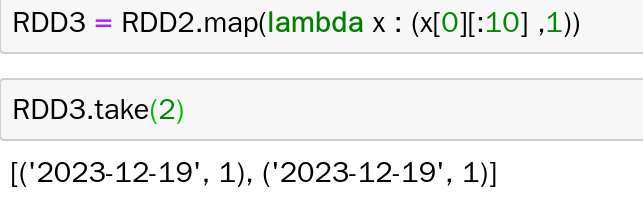 RDD3 = RDD2.map(lambda x : (x[0][:10] ,1))
RDD3.take(2)
[('2023-12-19', 1), ('2023-12-19', 1)]